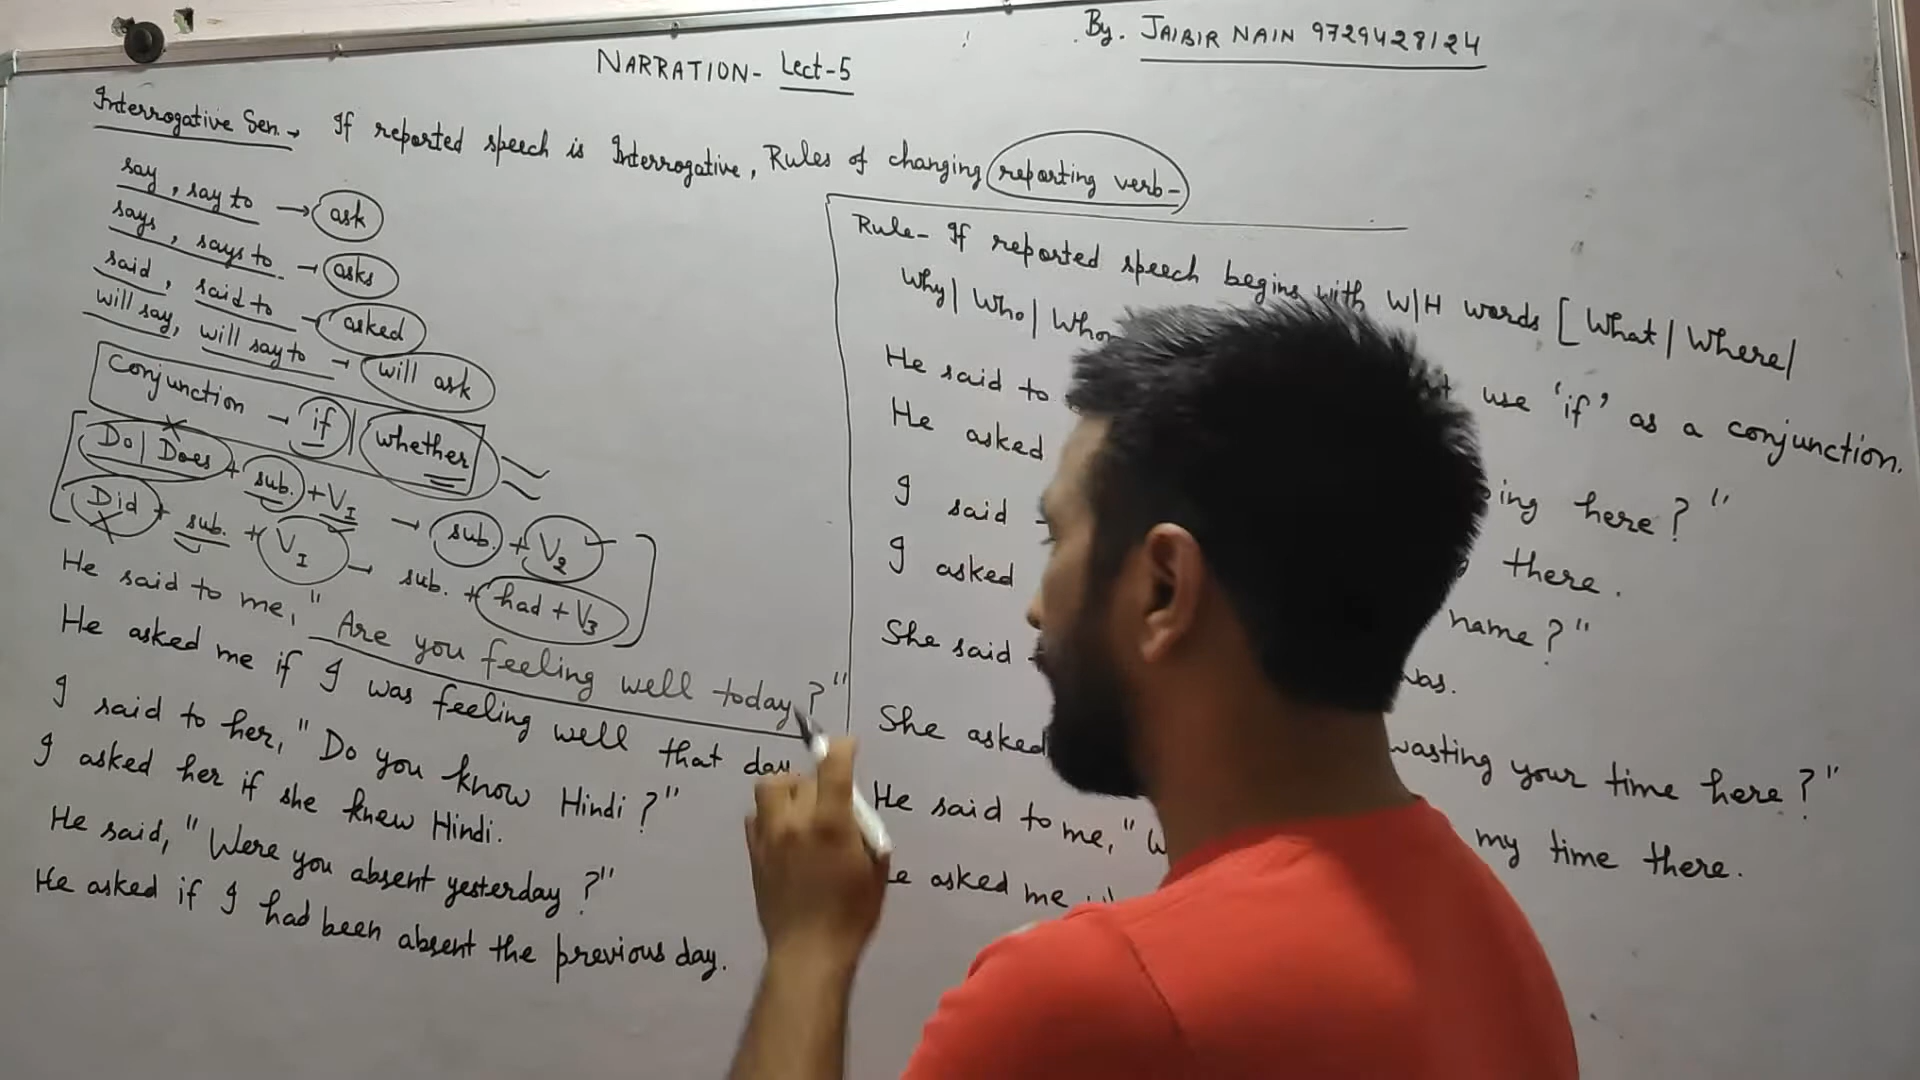 By. JAIBIR NAIN 9729428124
NARRATION- Lect-5
Interrogative Sen. → If reported speech is Interrogative, Rules of changing reporting verb-
say, say to → ask
says, says to → asks
said, said to → asked
will say, will say to → will ask
Conjunction → if | whether
Do | Does + sub. + V1 → sub. + V2
Did + sub. + V1 → sub. + had + V3
He said to me, "Are you feeling well today?"
He asked me if I was feeling well that day.
I said to her, "Do you know Hindi?"
I asked her if she knew Hindi.
He said, "Were you absent yesterday?"
He asked if I had been absent the previous day.
Rule- If reported speech begins with W|H words [What | Where |
Why | Who | use 'if' as a conjunction.
He said to here?"
He asked there.
I said name?"
I asked was.
She said wasting your time here?"
She asked my time there.
He said to me, "
asked me